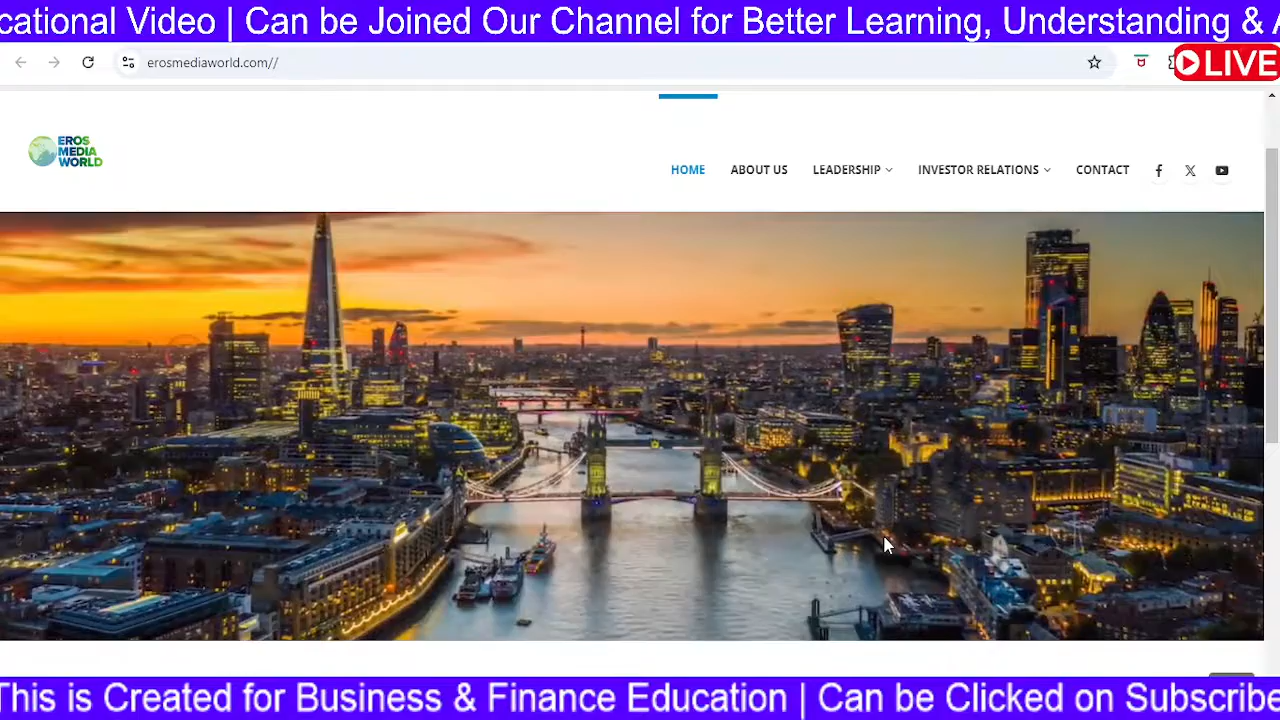 cational Video | Can be Joined Our Channel for Better Learning, Understanding &
erosmediaworld.com//
LIVE
EROS
MEDIA
WORLD
HOME ABOUT US LEADERSHIP INVESTOR RELATIONS CONTACT
This is Created for Business & Finance Education | Can be Clicked on Subscribe